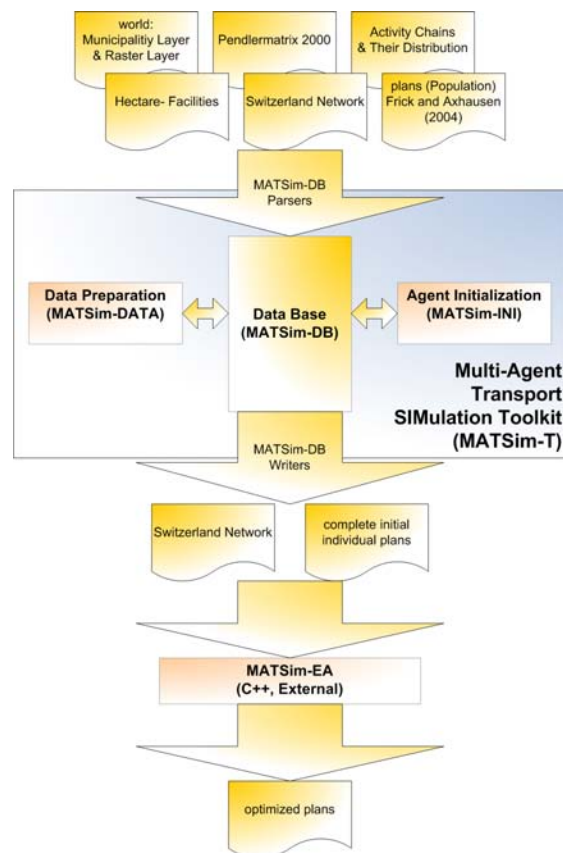 world:
Municipalitiy Layer
& Raster Layer
Pendlermatrix 2000
Activity Chains
& Their Distribution
Hectare- Facilities
Switzerland Network
plans (Population)
Frick and Axhausen
(2004)
MATSim-DB
Parsers
Data Preparation
(MATSim-DATA)
Data Base
(MATSim-DB)
Agent Initialization
(MATSim-INI)
Multi-Agent
Transport
SIMulation Toolkit
(MATSim-T)
MATSim-DB
Writers
Switzerland Network
complete initial
individual plans
MATSim-EA
(C++, External)
optimized plans